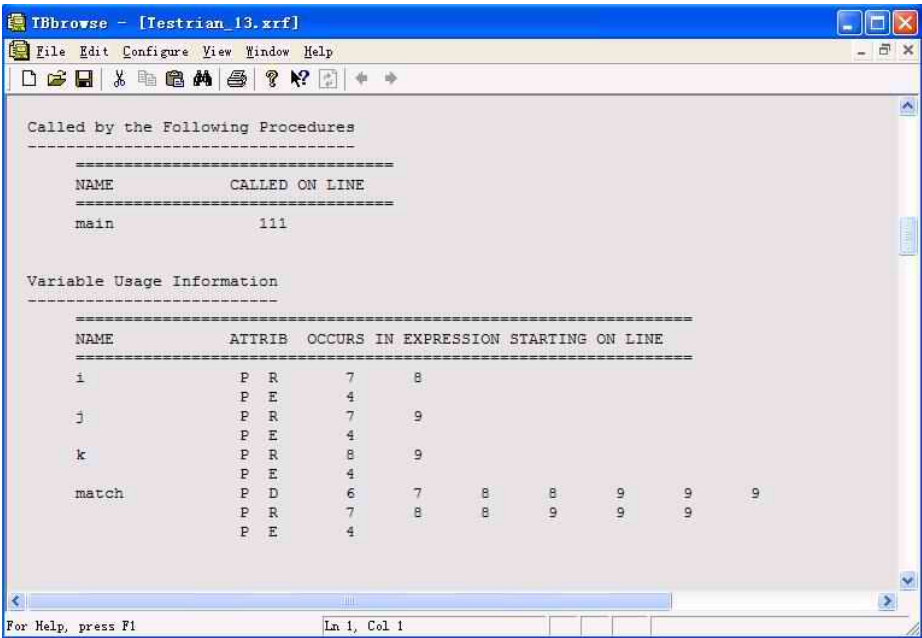 TBbrowse - [Testrian_13.xrf]
File Edit Configure View Window Help
Called by the Following Procedures
----------------------------------
=================================
NAME CALLED ON LINE
=================================
main 111
Variable Usage Information
--------------------------
================================================================
NAME ATTRIB OCCURS IN EXPRESSION STARTING ON LINE
================================================================
i P R 7 8
P E 4
j P R 7 9
P E 4
k P R 8 9
P E 4
match P D 6 7 8 8 9 9 9
P R 7 8 8 9 9 9
P E 4
For Help, press F1 Ln 1, Col 1